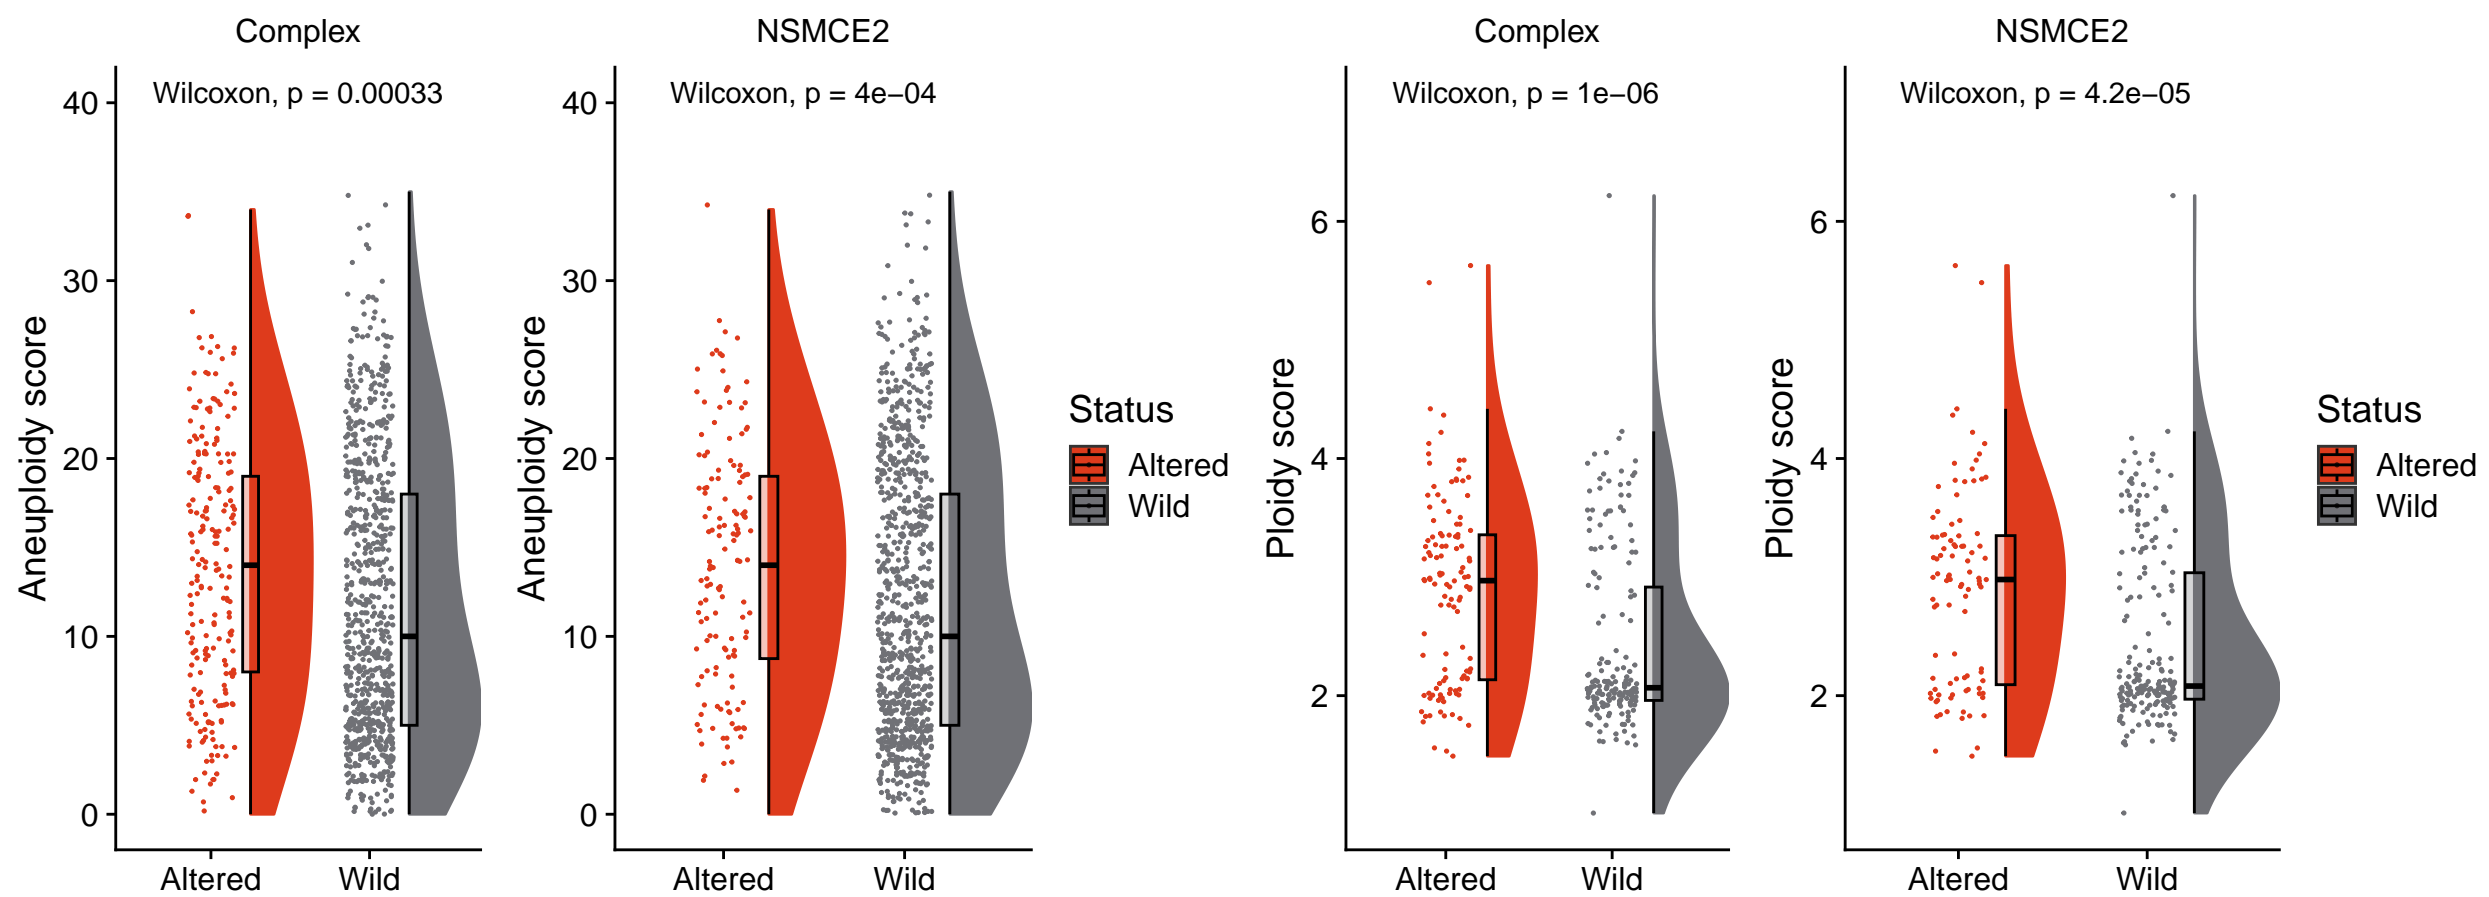 Complex
NSMCE2
Complex
NSMCE2
Wilcoxon, p = 0.00033
Wilcoxon, p = 4e−04
Wilcoxon, p = 1e−06
Wilcoxon, p = 4.2e−05
Aneuploidy score
40
30
20
10
0
Altered
Wild
Aneuploidy score
40
30
20
10
0
Altered
Wild
Status
Altered
Wild
Ploidy score
6
4
2
Altered
Wild
Ploidy score
6
4
2
Altered
Wild
Status
Altered
Wild